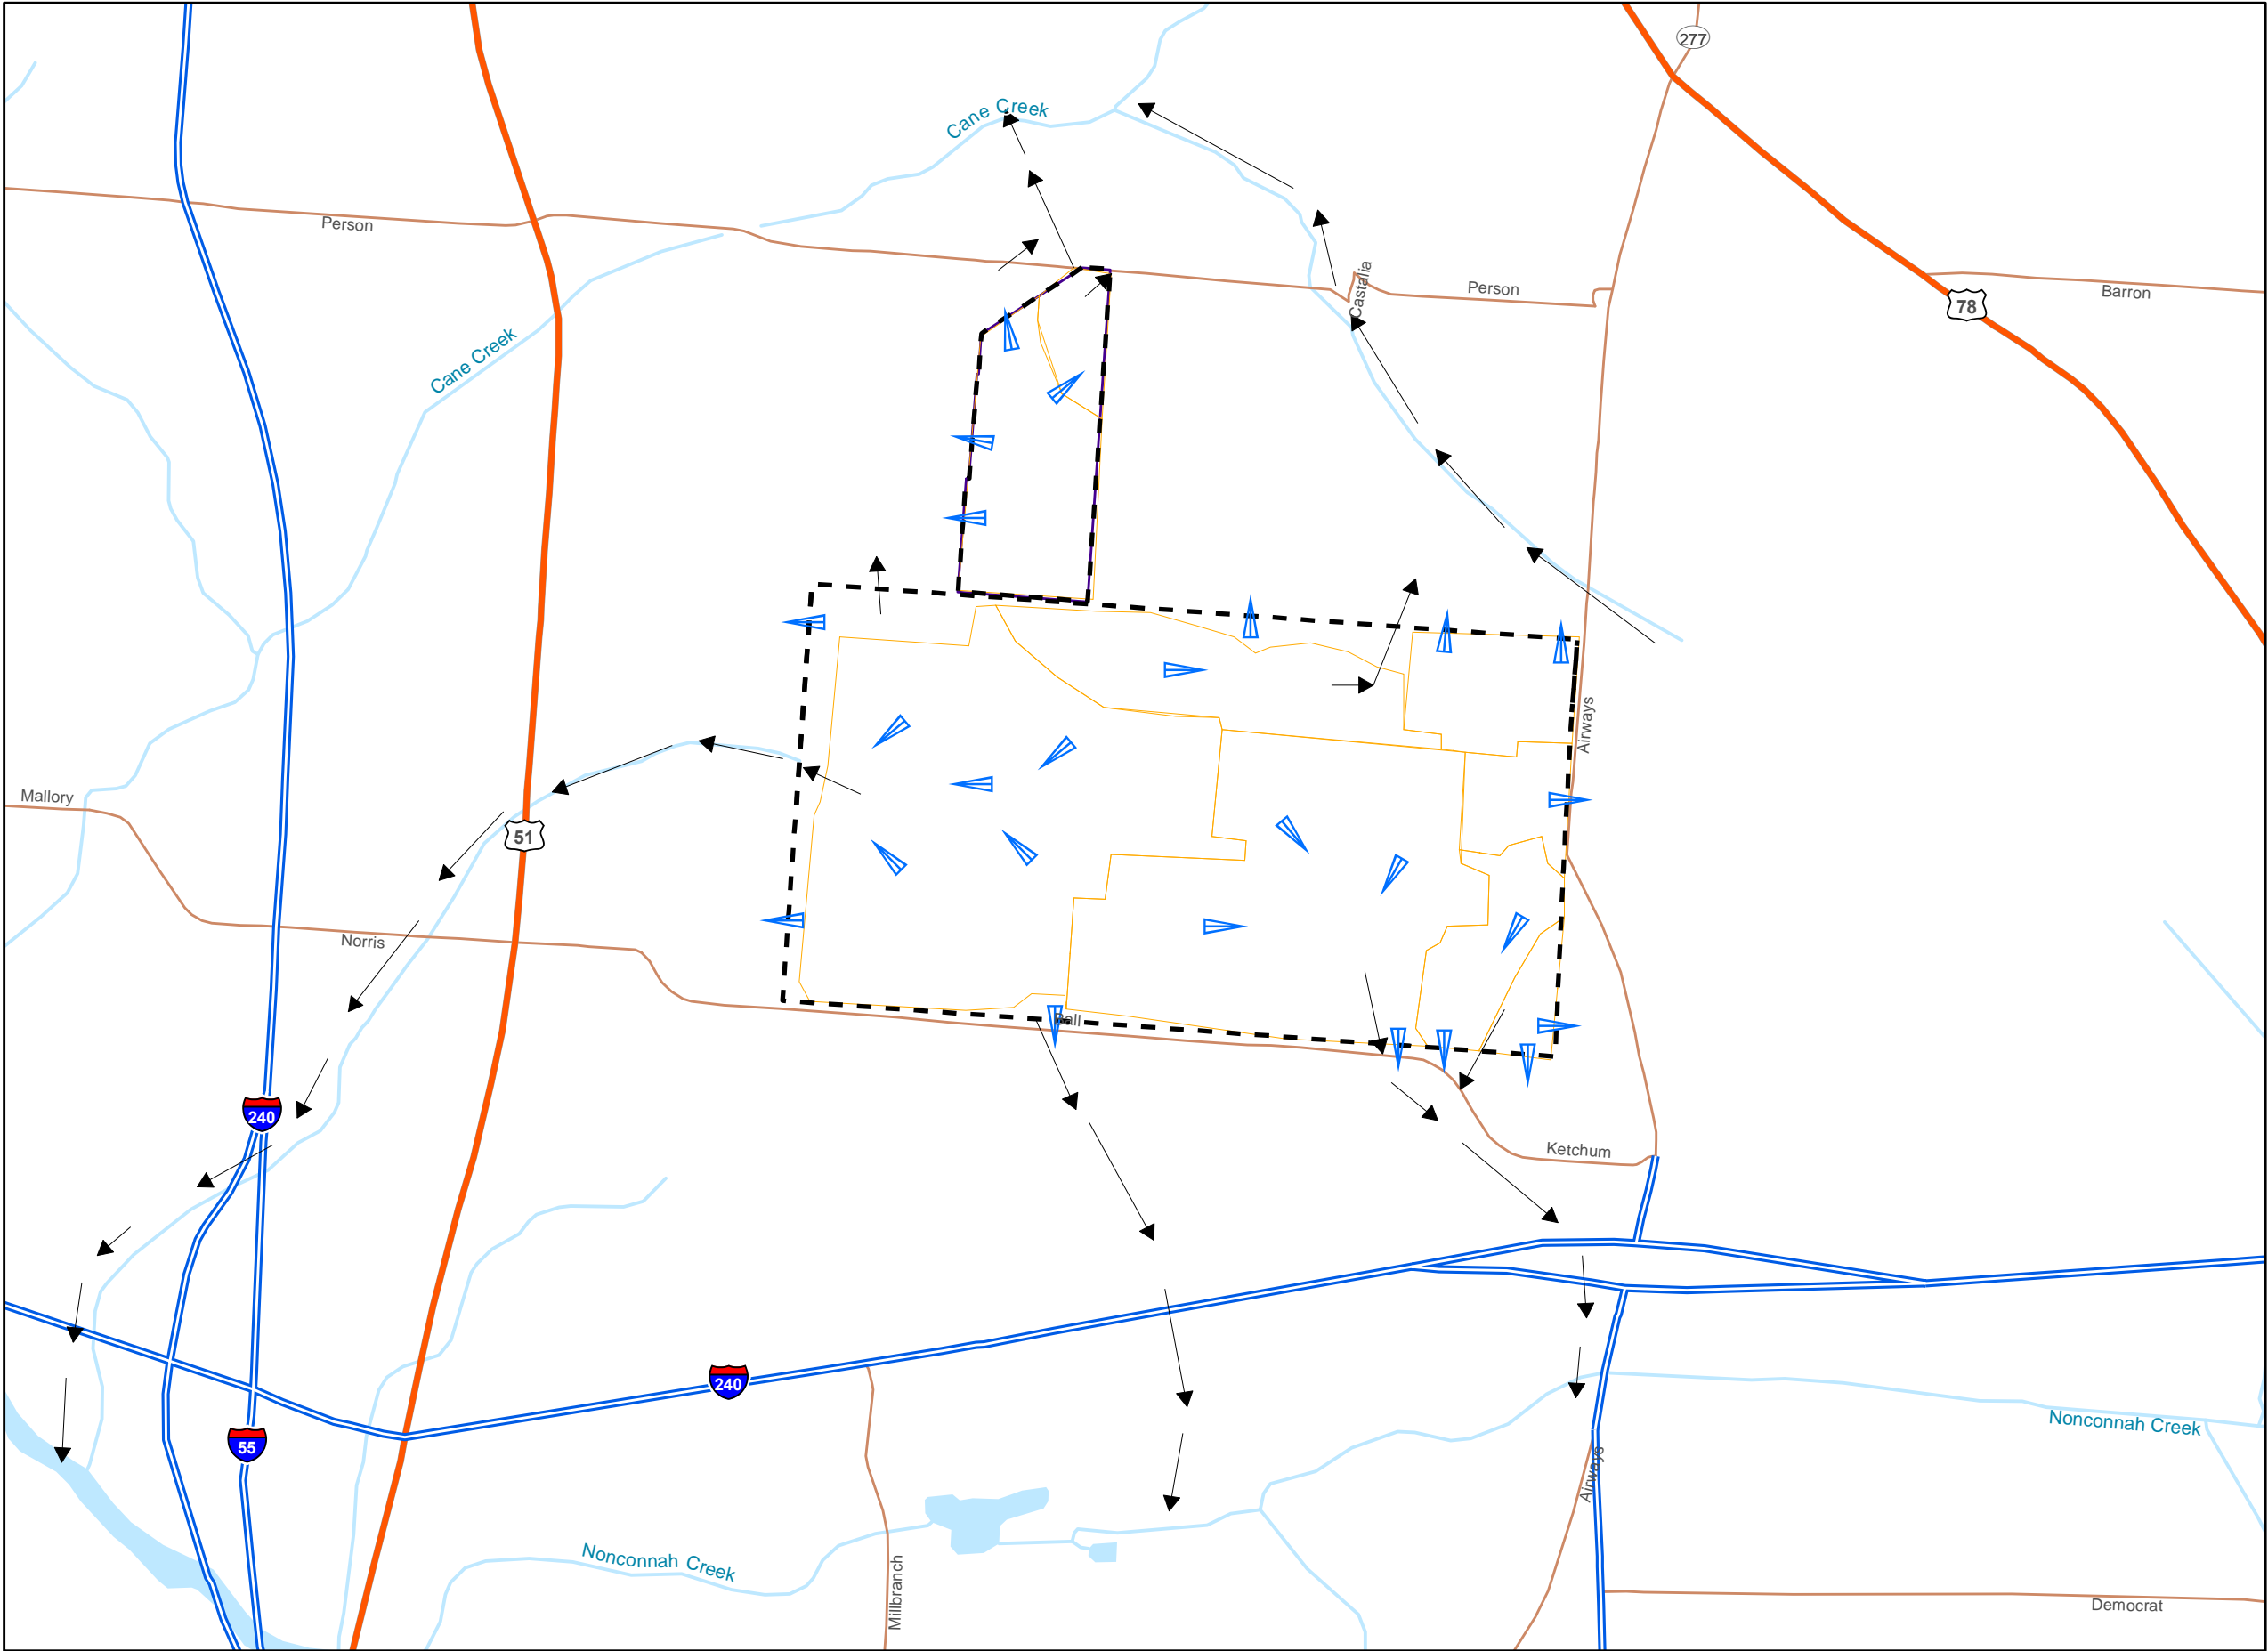 277
Cane Creek
Person
Castalia
Person
Barron
78
Cane Creek
Airways
Mallory
51
Norris
Ball
240
Ketchum
240
Nonconnah Creek
55
Airways
Nonconnah Creek
Millbranch
Democrat